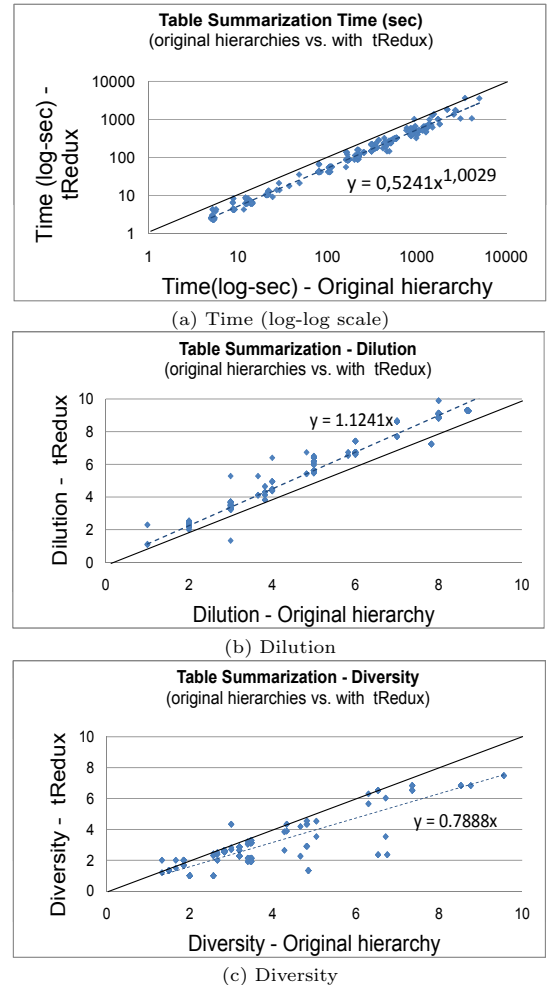 Table Summarization Time (sec)
(original hierarchies vs. with tRedux)
Time (log-sec) -
tRedux
10000
1000
100
10
1
y = 0,5241x^1,0029
1 10 100 1000 10000
Time(log-sec) - Original hierarchy
(a) Time (log-log scale)
Table Summarization - Dilution
(original hierarchies vs. with tRedux)
Dilution - tRedux
10
8
6
4
2
0
y = 1.1241x
0 2 4 6 8 10
Dilution - Original hierarchy
(b) Dilution
Table Summarization - Diversity
(original hierarchies vs. with tRedux)
Diversity - tRedux
10
8
6
4
2
0
y = 0.7888x
0 2 4 6 8 10
Diversity - Original hierarchy
(c) Diversity